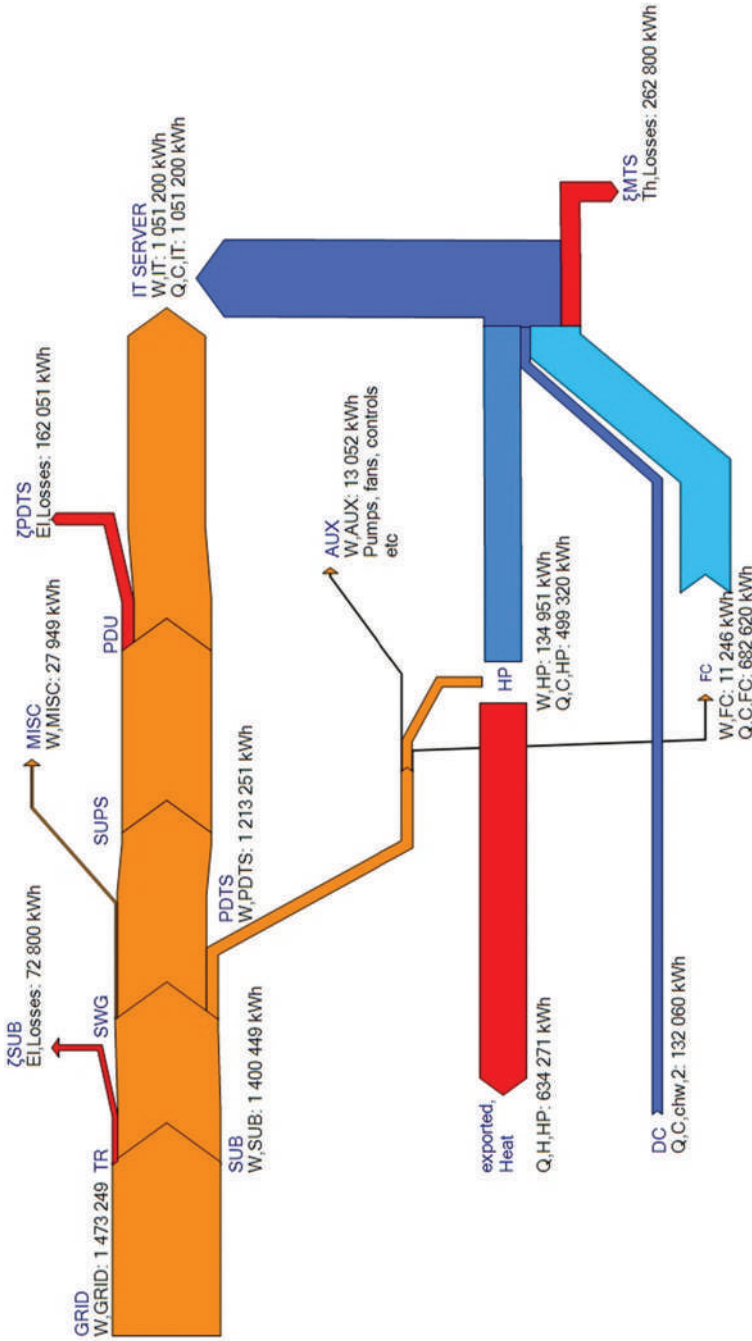 GRID
W,GRID: 1 473 249
TR
ζSUB
El,Losses: 72 800 kWh
SWG
SUB
W,SUB: 1 400 449 kWh
MISC
W,MISC: 27 949 kWh
SUPS
PDTS
W,PDTS: 1 213 251 kWh
PDU
ζPDTS
El,Losses: 162 051 kWh
IT SERVER
W,IT: 1 051 200 kWh
Q,C,IT: 1 051 200 kWh
AUX
W,AUX: 13 052 kWh
Pumps, fans, controls
etc
exported,
Heat
Q,H,HP: 634 271 kWh
HP
W,HP: 134 951 kWh
Q,C,HP: 499 320 kWh
ξMTS
Th,Losses: 262 800 kWh
DC
Q,C,chw,2: 132 060 kWh
FC
W,FC: 11 246 kWh
Q,C,FC: 682 620 kWh